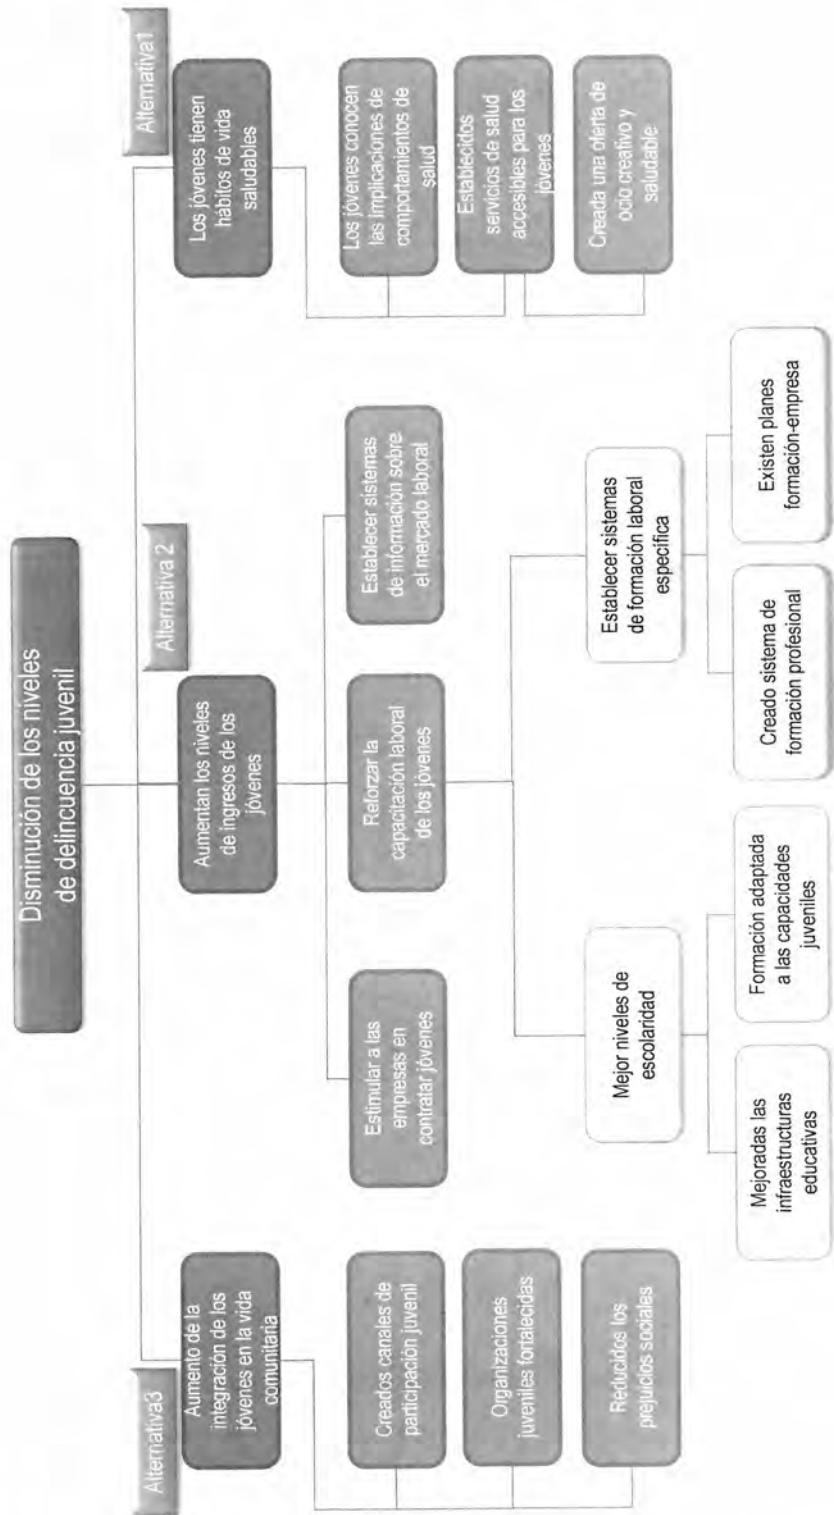 Disminución de los niveles
de delincuencia juvenil
Alternativa3
Aumento de la
integración de los
jóvenes en la vida
comunitaria
Creados canales de
participación juvenil
Organizaciones
juveniles fortalecidas
Reducidos los
prejuicios sociales
Alternativa 2
Aumentan los niveles
de ingresos de los
jóvenes
Estimular a las
empresas en
contratar jóvenes
Reforzar la
capacitación laboral
de los jóvenes
Establecer sistemas
de información sobre
el mercado laboral
Mejor niveles de
escolaridad
Establecer sistemas
de formación laboral
específica
Mejoradas las
infraestructuras
educativas
Formación adaptada
a las capacidades
juveniles
Creado sistema de
formación profesional
Existen planes
formación-empresa
Alternativa1
Los jóvenes tienen
hábitos de vida
saludables
Los jóvenes conocen
las implicaciones de
comportamientos de
salud
Establecidos
servicios de salud
accesibles para los
jóvenes
Creada una oferta de
ocio creativo y
saludable